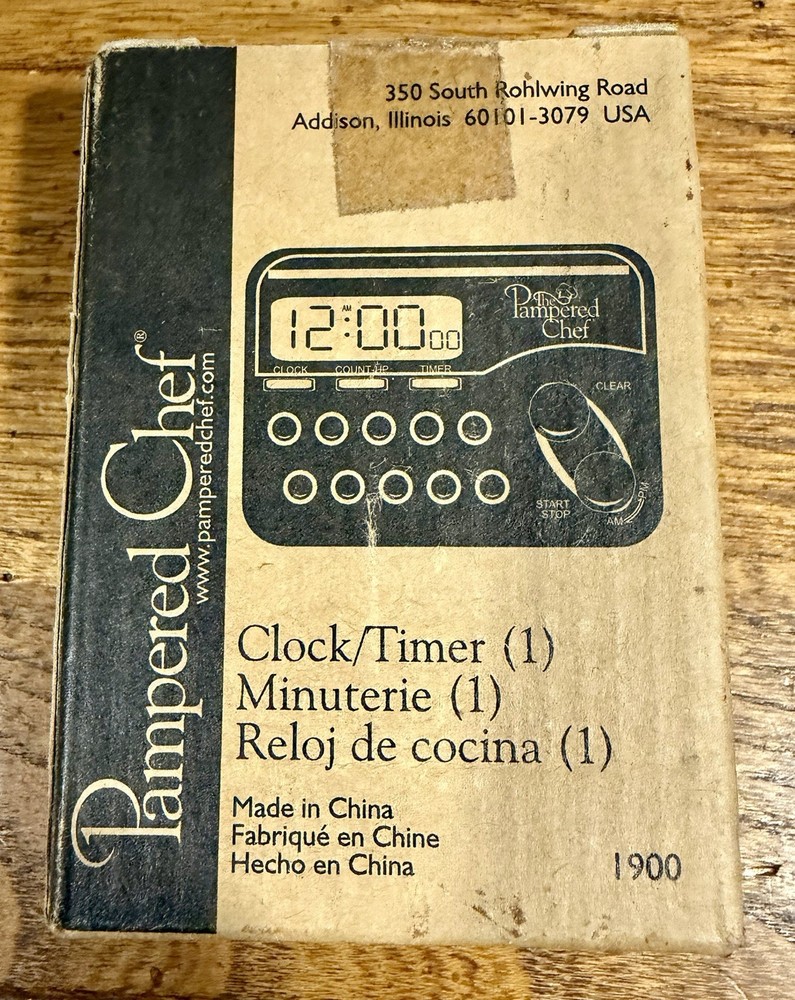 350 South Rohlwing Road
Addison, Illinois 60101-3079 USA
Pampered Chef®
www.pamperedchef.com
AM
12:00 00
The
Pampered
Chef
CLOCK COUNT-UP TIMER
CLEAR
START
STOP
AM PM
Clock/Timer (1)
Minuterie (1)
Reloj de cocina (1)
Made in China
Fabriqué en Chine
Hecho en China
1900